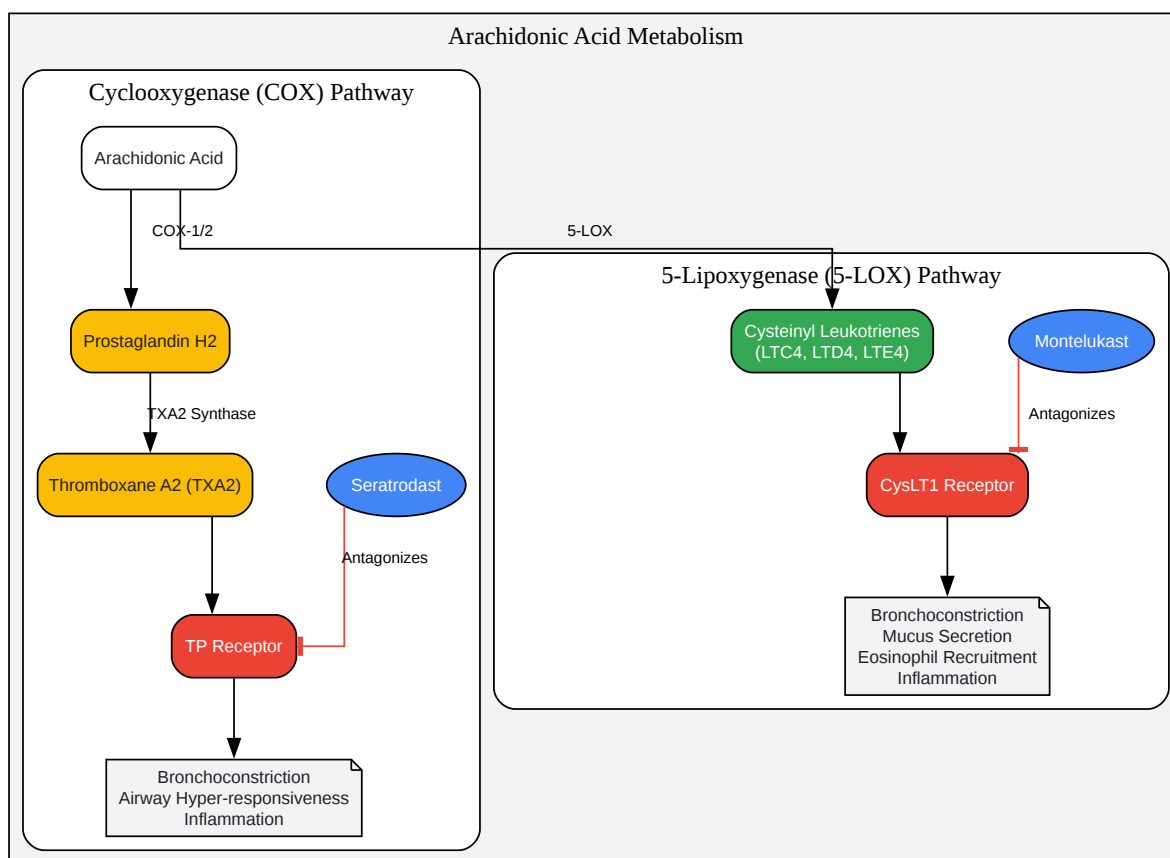 Arachidonic Acid Metabolism
Cyclooxygenase (COX) Pathway
Arachidonic Acid
COX-1/2
5-LOX
Prostaglandin H2
TXA2 Synthase
Thromboxane A2 (TXA2)
Seratrodast
Antagonizes
TP Receptor
Bronchoconstriction
Airway Hyper-responsiveness
Inflammation
5-Lipoxygenase (5-LOX) Pathway
Cysteinyl Leukotrienes
(LTC4, LTD4, LTE4)
Montelukast
Antagonizes
CysLT1 Receptor
Bronchoconstriction
Mucus Secretion
Eosinophil Recruitment
Inflammation